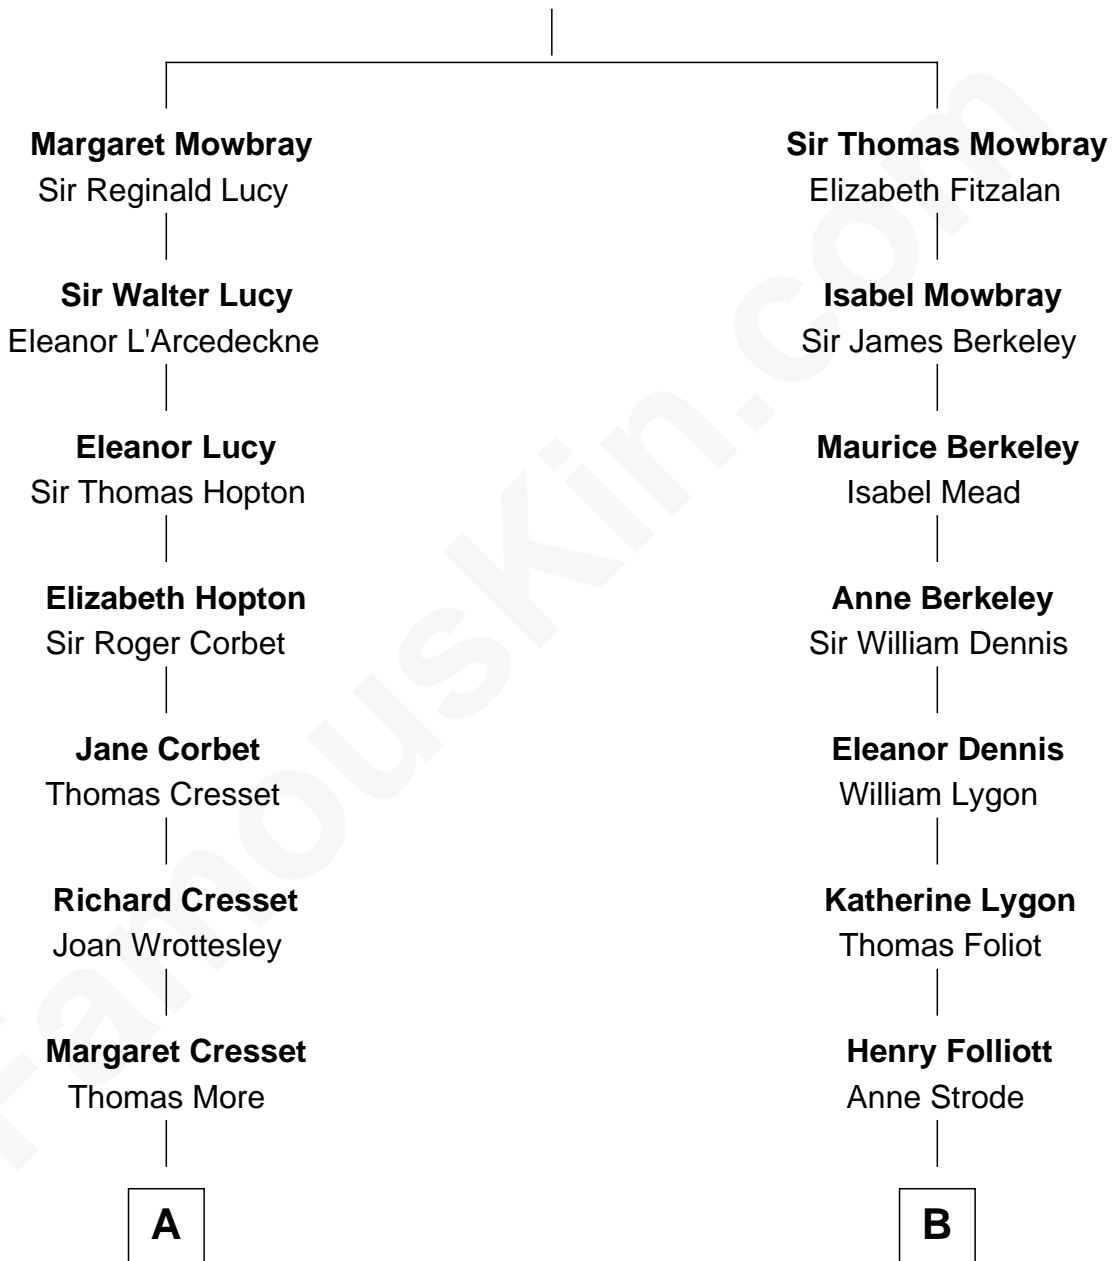 Margaret Mowbray
Sir Reginald Lucy
Sir Walter Lucy
Eleanor L'Arcedeckne
Eleanor Lucy
Sir Thomas Hopton
Elizabeth Hopton
Sir Roger Corbet
Jane Corbet
Thomas Cresset
Richard Cresset
Joan Wrottesley
Margaret Cresset
Thomas More
A
Sir Thomas Mowbray
Elizabeth Fitzalan
Isabel Mowbray
Sir James Berkeley
Maurice Berkeley
Isabel Mead
Anne Berkeley
Sir William Dennis
Eleanor Dennis
William Lygon
Katherine Lygon
Thomas Foliot
Henry Folliott
Anne Strode
B
FamousKin.com